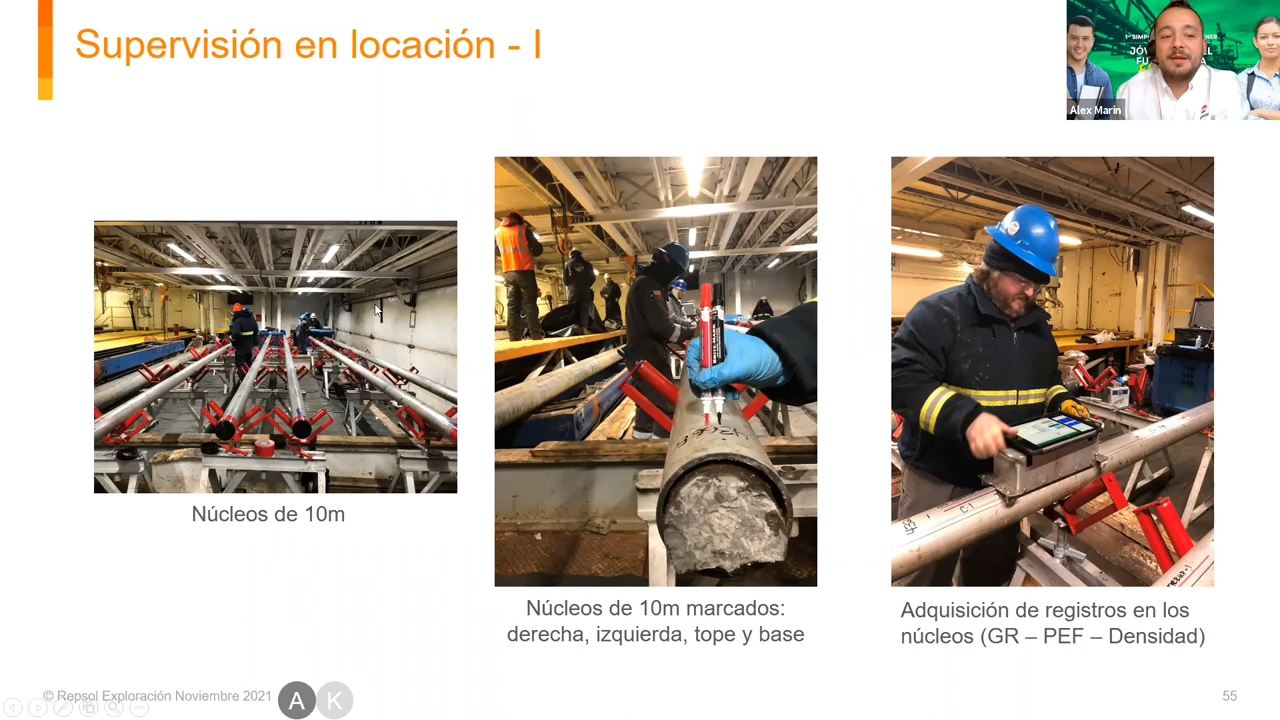 Supervisión en locación - I
Alex Marin
Núcleos de 10m
Núcleos de 10m marcados:
derecha, izquierda, tope y base
Adquisición de registros en los
núcleos (GR – PEF – Densidad)
© Repsol Exploración Noviembre 2021
A
K
55